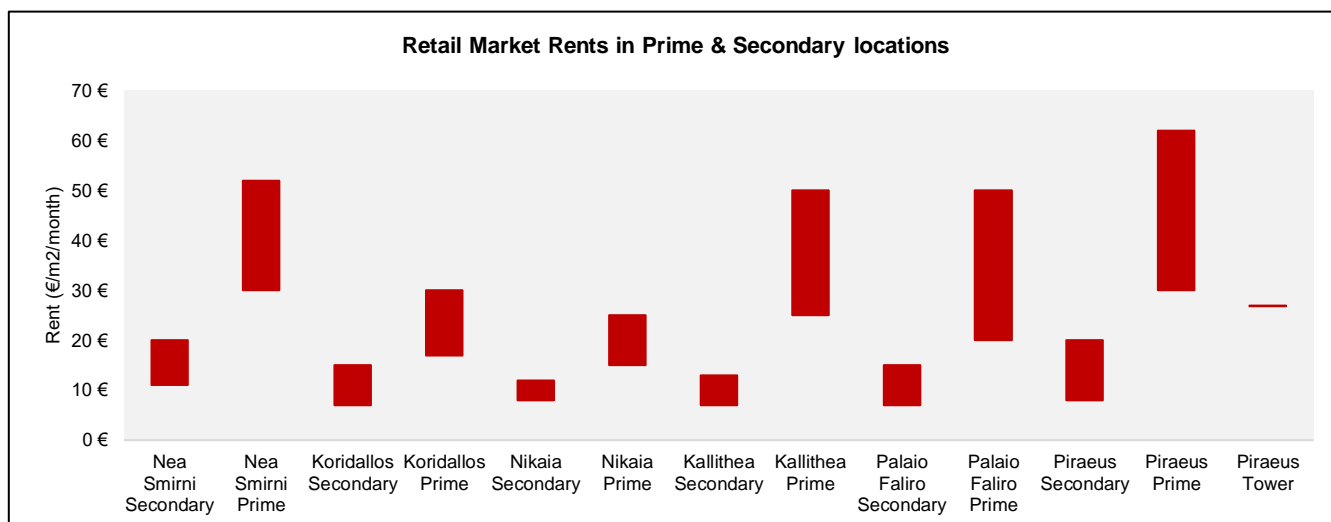 Retail Market Rents in Prime & Secondary locations
70 €
60 €
50 €
40 €
30 €
20 €
10 €
0 €
Rent (€/m2/month)
Nea
Smirni
Secondary
Nea
Smirni
Prime
Koridallos
Secondary
Koridallos
Prime
Nikaia
Secondary
Nikaia
Prime
Kallithea
Secondary
Kallithea
Prime
Palaio
Faliro
Secondary
Palaio
Faliro
Prime
Piraeus
Secondary
Piraeus
Prime
Piraeus
Tower